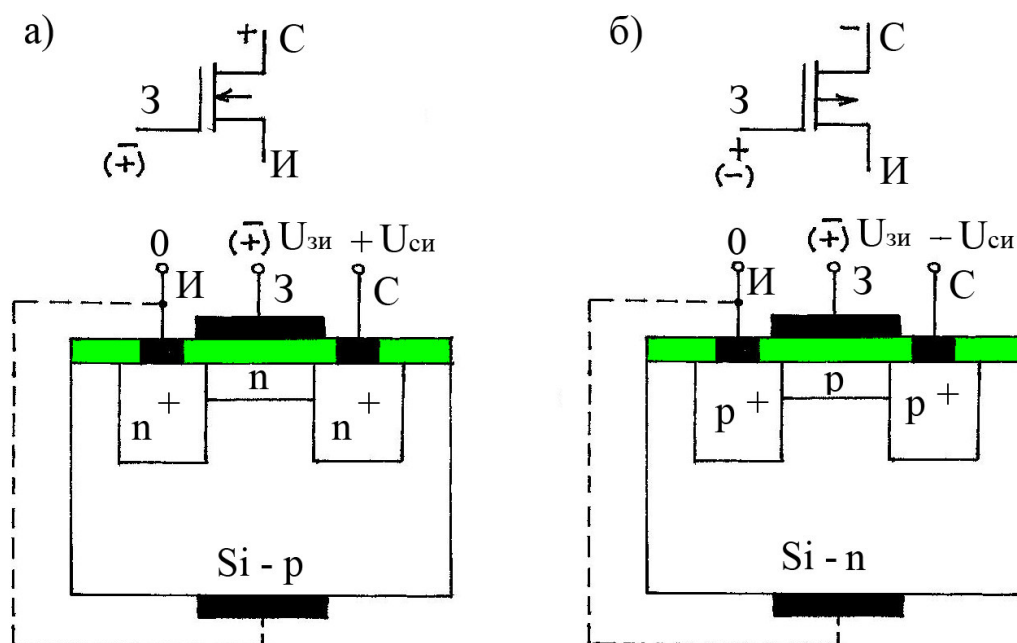 а) б)
+ С − С
З З
(∓) И + (−) И
0 (∓) Uзи + Uси 0 (∓) Uзи − Uси
И З С И З С
n p
n+ n+ p+ p+
Si - p Si - n